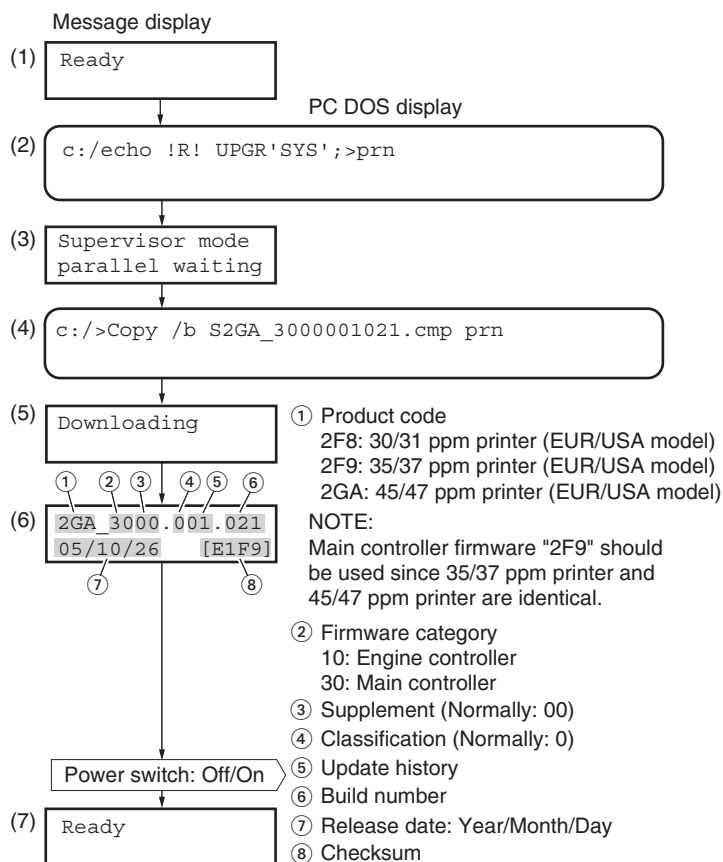 Message display
(1) Ready
PC DOS display
(2) c:/echo !R! UPGR'SYS';>prn
(3) Supervisor mode
parallel waiting
(4) c:/>Copy /b S2GA_3000001021.cmp prn
(5) Downloading
① Product code
2F8: 30/31 ppm printer (EUR/USA model)
2F9: 35/37 ppm printer (EUR/USA model)
2GA: 45/47 ppm printer (EUR/USA model)
① ② ③ ④ ⑤ ⑥
(6) 2GA_3000.001.021
05/10/26 [E1F9]
⑦ ⑧
NOTE:
Main controller firmware "2F9" should
be used since 35/37 ppm printer and
45/47 ppm printer are identical.
② Firmware category
10: Engine controller
30: Main controller
③ Supplement (Normally: 00)
④ Classification (Normally: 0)
⑤ Update history
⑥ Build number
⑦ Release date: Year/Month/Day
⑧ Checksum
Power switch: Off/On
(7) Ready